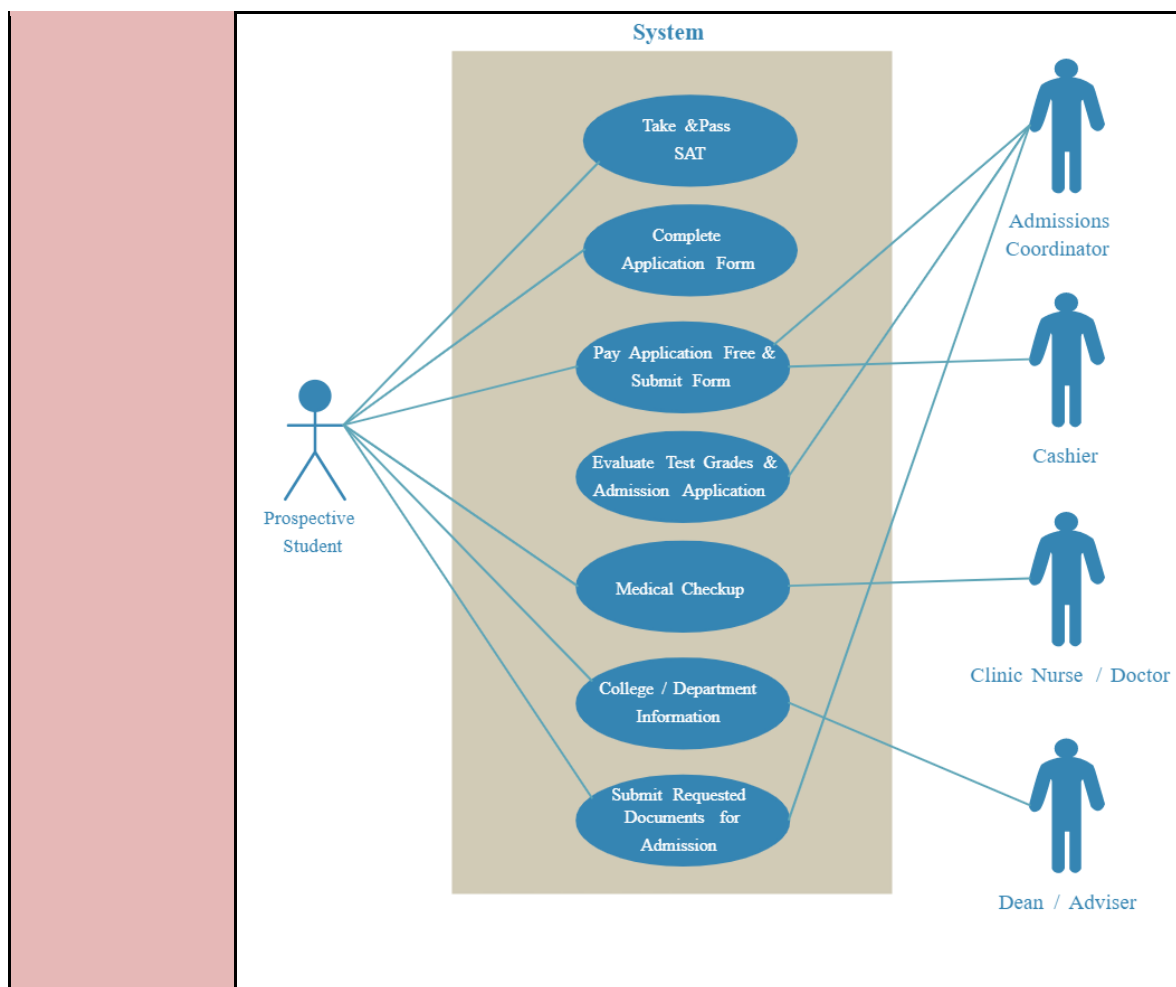 System
Take &Pass
SAT
Complete
Application Form
Pay Application Free &
Submit Form
Evaluate Test Grades &
Admission Application
Medical Checkup
College / Department
Information
Submit Requested
Documents for
Admission
Prospective
Student
Admissions
Coordinator
Cashier
Clinic Nurse / Doctor
Dean / Adviser